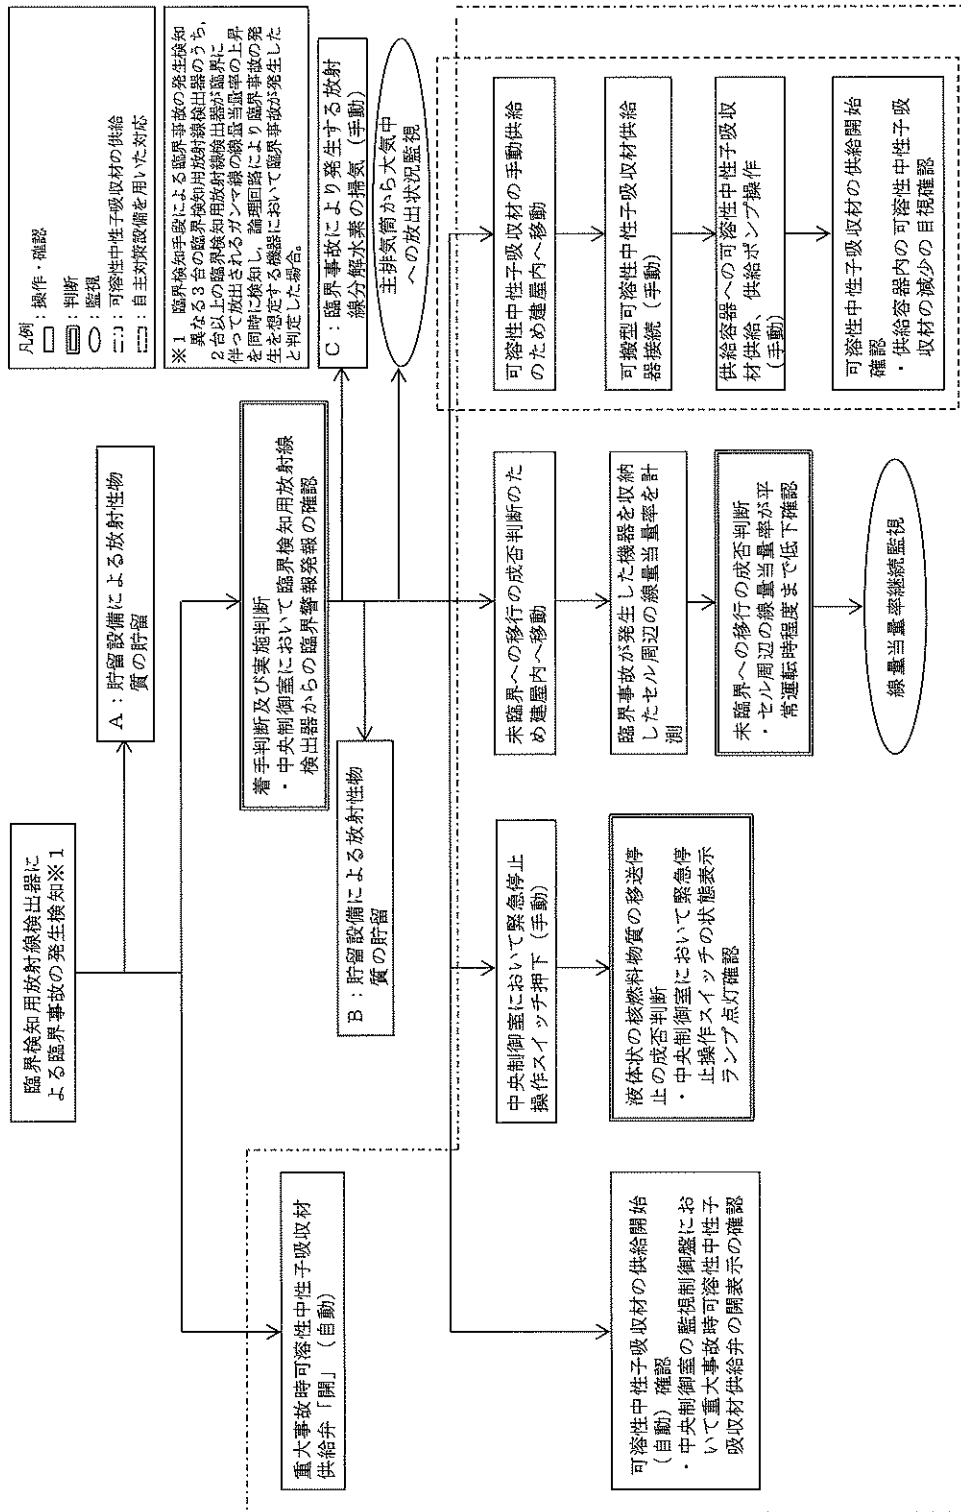 臨界検知用放射線検出器に
よる臨界事故の発生検知※1
A：貯留設備による放射性物
質の貯留
凡例
：操作・確認
：判断
：監視
：可溶性中性子吸収材の供給
：自主対策設備を用いた対応
※1　臨界検知手段による臨界事故の発生検知
異なる3台の臨界検知用放射線検出器のうち，
2台以上の臨界検知用放射線検出器が臨界に
伴って放出されるガンマ線の線量当量率の上昇
を同時に検知し，論理回路により臨界事故の発
生を想定する機器において臨界事故が発生した
と判定した場合。
重大事故時可溶性中性子吸収材
供給弁「開」（自動）
着手判断及び実施判断
・中央制御室において臨界検知用放射線
検出器からの臨界警報発報の確認
B：貯留設備による放射性物
質の貯留
C：臨界事故により発生する放射
線分解水素の掃気（手動）
主排気筒から大気中
への放出状況監視
可溶性中性子吸収材の供給開始
（自動）確認
・中央制御室の監視制御盤にお
いて重大事故時可溶性中性子
吸収材供給弁の開表示の確認
中央制御室において緊急停止
操作スイッチ押下（手動）
液体状の核燃料物質の移送停
止の成否判断
・中央制御室において緊急停
止操作スイッチの状態表示
ランプ点灯確認
未臨界への移行の成否判断のた
め建屋内へ移動
臨界事故が発生した機器を収納
したセル周辺の線量当量率を計
測
未臨界への移行の成否判断
・セル周辺の線量当量率が平
常運転時程度まで低下確認
線量当量率継続監視
可溶性中性子吸収材の手動供給
のため建屋内へ移動
可搬型可溶性中性子吸収材供給
器接続（手動）
供給容器への可溶性中性子吸収
材供給、供給ポンプ操作
（手動）
可溶性中性子吸収材の供給開始
確認
・供給容器内の可溶性中性子吸
収材の減少の目視確認